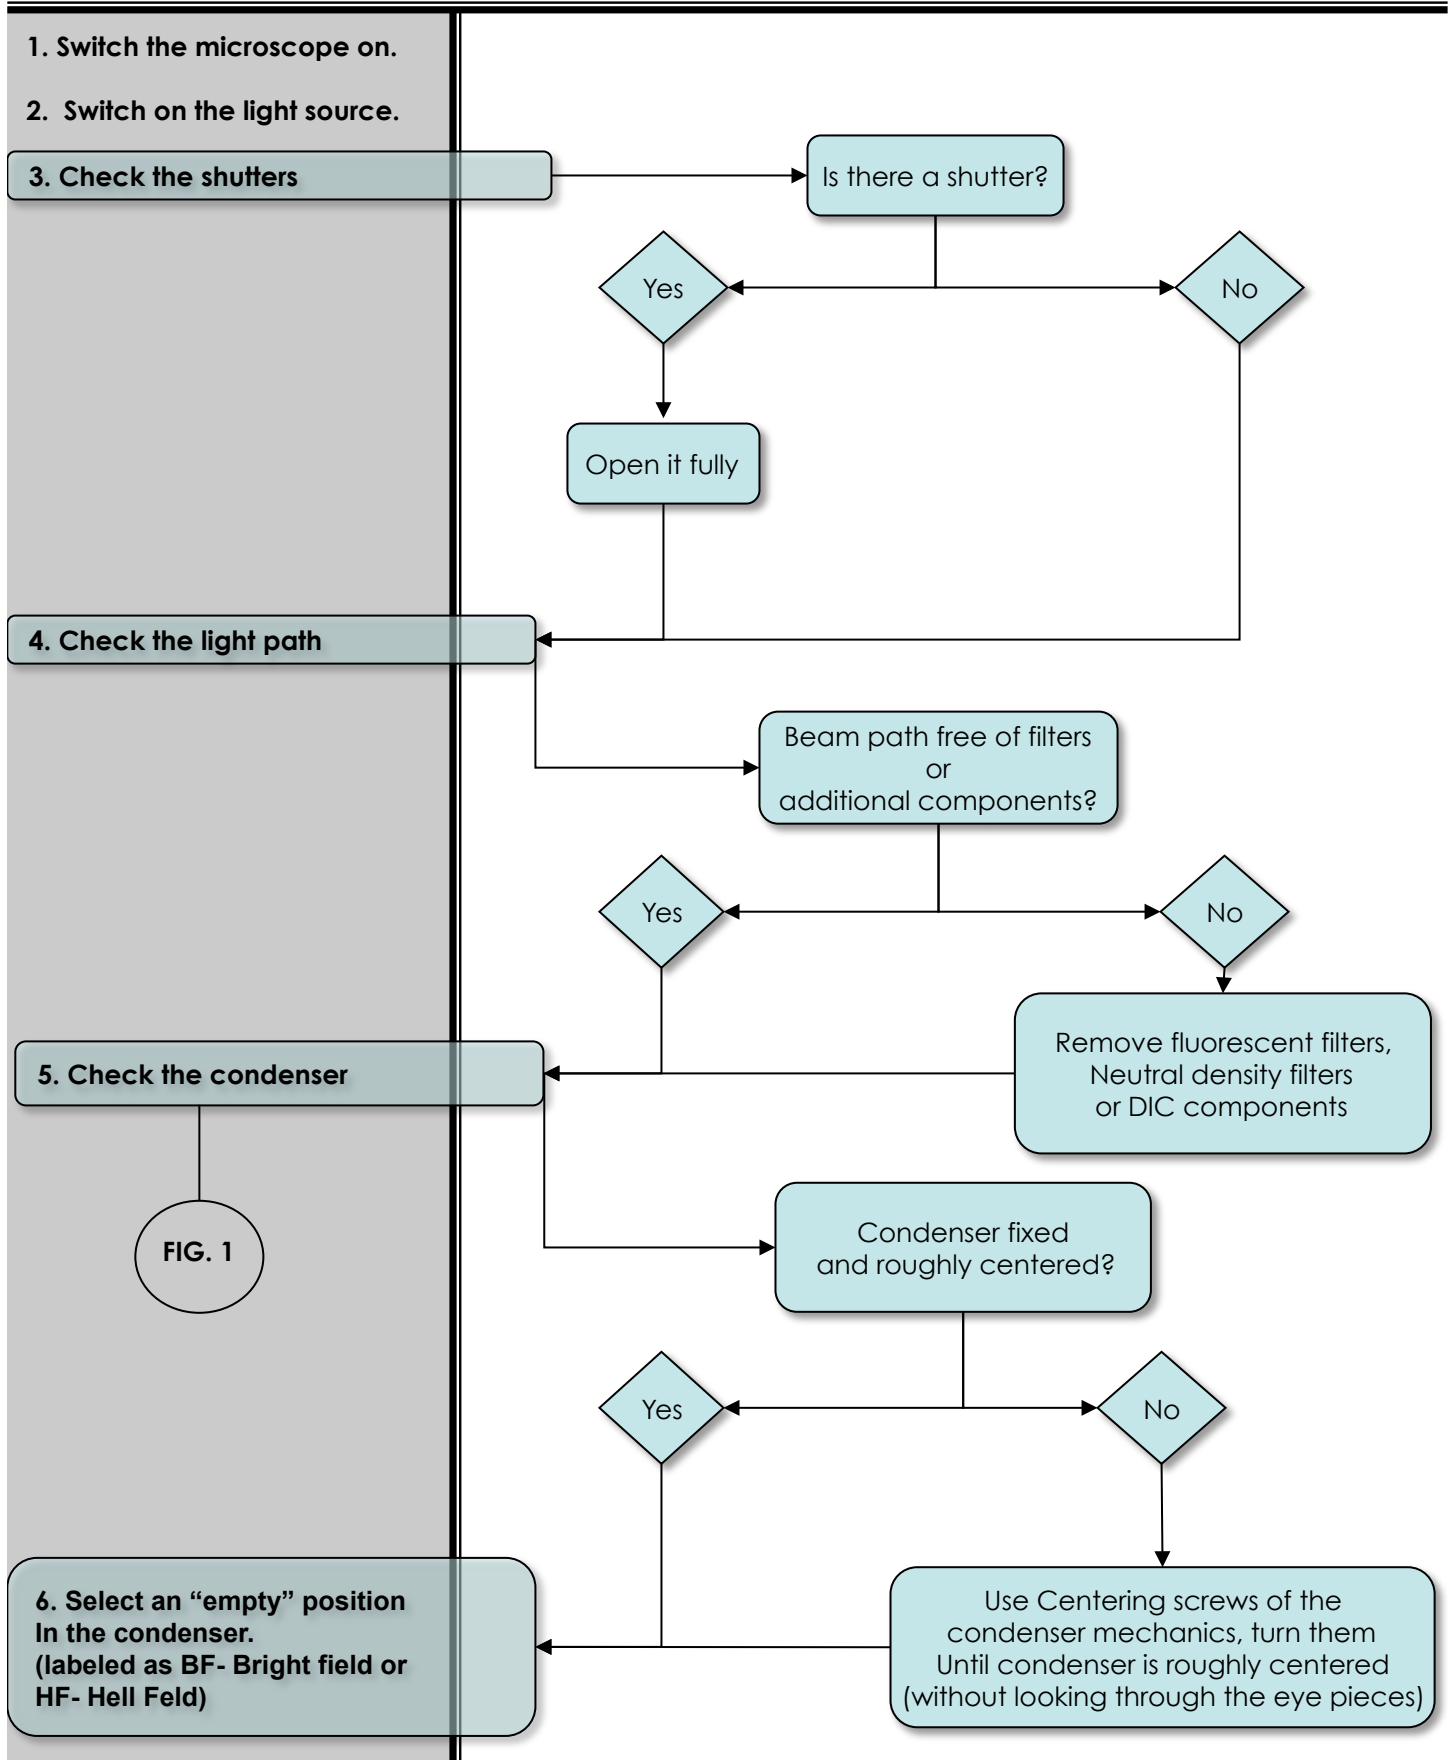 1. Switch the microscope on.
2. Switch on the light source.
3. Check the shutters
Is there a shutter?
Yes
No
Open it fully
4. Check the light path
Beam path free of filters
or
additional components?
Yes
No
Remove fluorescent filters,
Neutral density filters
or DIC components
5. Check the condenser
FIG. 1
Condenser fixed
and roughly centered?
Yes
No
Use Centering screws of the
condenser mechanics, turn them
Until condenser is roughly centered
(without looking through the eye pieces)
6. Select an “empty” position
In the condenser.
(labeled as BF- Bright field or
HF- Hell Feld)